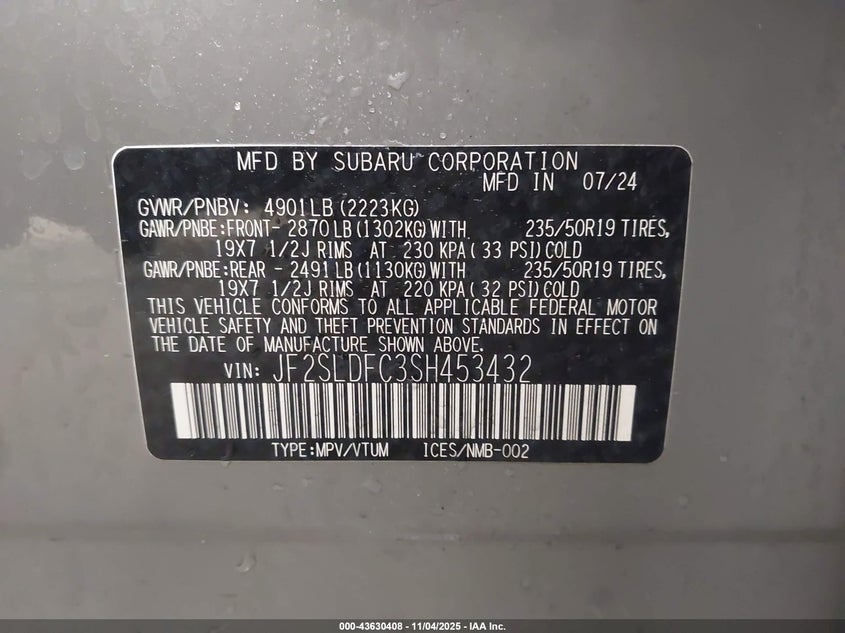 MFD BY SUBARU CORPORATION
MFD IN 07/24
GVWR/PNBV: 4901LB (2223KG)
GAWR/PNBE:FRONT- 2870 LB (1302KG) WITH 235/50R19 TIRES,
19X7 1/2J RIMS AT 230 KPA ( 33 PSI) COLD
GAWR/PNBE:REAR - 2491 LB (1130KG) WITH 235/50R19 TIRES,
19X7 1/2J RIMS AT 220 KPA ( 32 PSI) COLD
THIS VEHICLE CONFORMS TO ALL APPLICABLE FEDERAL MOTOR
VEHICLE SAFETY AND THEFT PREVENTION STANDARDS IN EFFECT ON
THE DATE OF MANUFACTURE SHOWN ABOVE.
VIN: JF2SLDFC3SH453432
TYPE:MPV/VTUM ICES/NMB-002
000-43630408 - 11/04/2025 - IAA Inc.